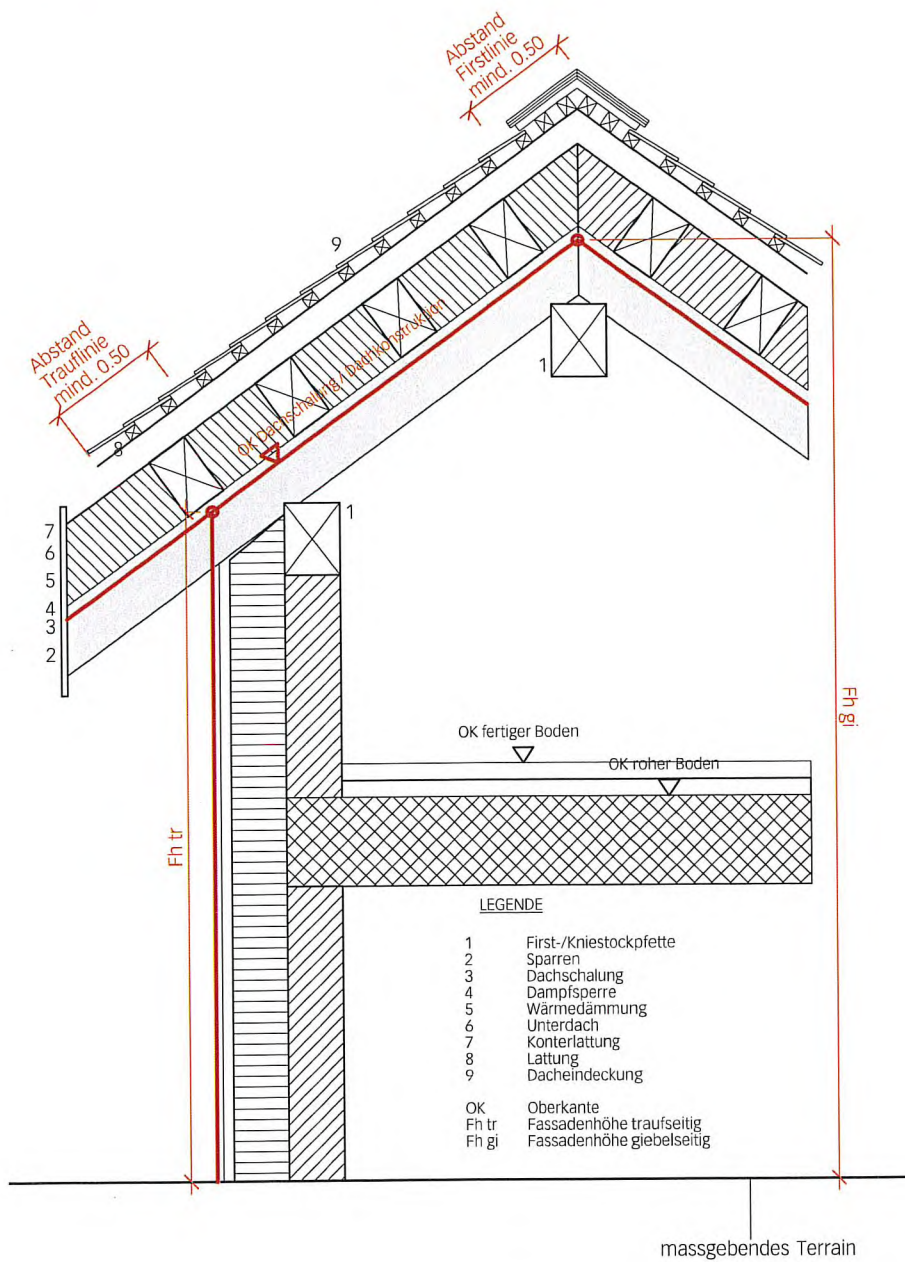 Abstand
Firstlinie
mind. 0.50
9
Abstand
Trauflinie
mind. 0.50
OK Dachschalung / Dachkonstruktion
1
8
1
7
6
5
4
3
2
Fh tr
Fh gi
OK fertiger Boden
OK roher Boden
LEGENDE
1 First-/Kniestockpfette
2 Sparren
3 Dachschalung
4 Dampfsperre
5 Wärmedämmung
6 Unterdach
7 Konterlattung
8 Lattung
9 Dacheindeckung
OK Oberkante
Fh tr Fassadenhöhe traufseitig
Fh gi Fassadenhöhe giebelseitig
massgebendes Terrain